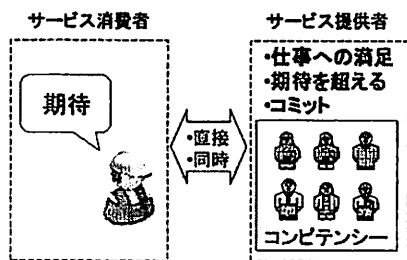 サービス消費者
サービス提供者
期待
・直接
・同時
・仕事への満足
・期待を超える
・コミット
コンピテンシー